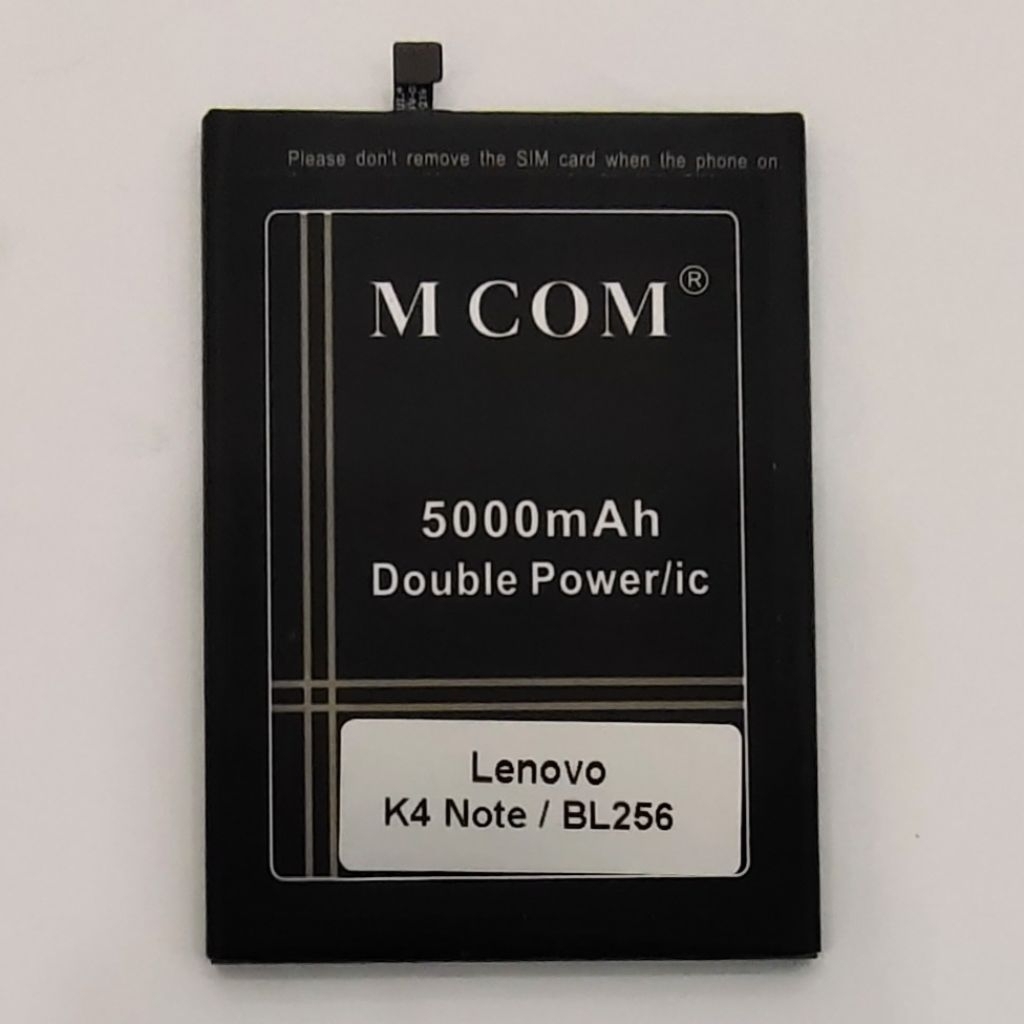 Please don't remove the SIM card when the phone on
M COM®
5000mAh
Double Power/ic
Lenovo
K4 Note / BL256